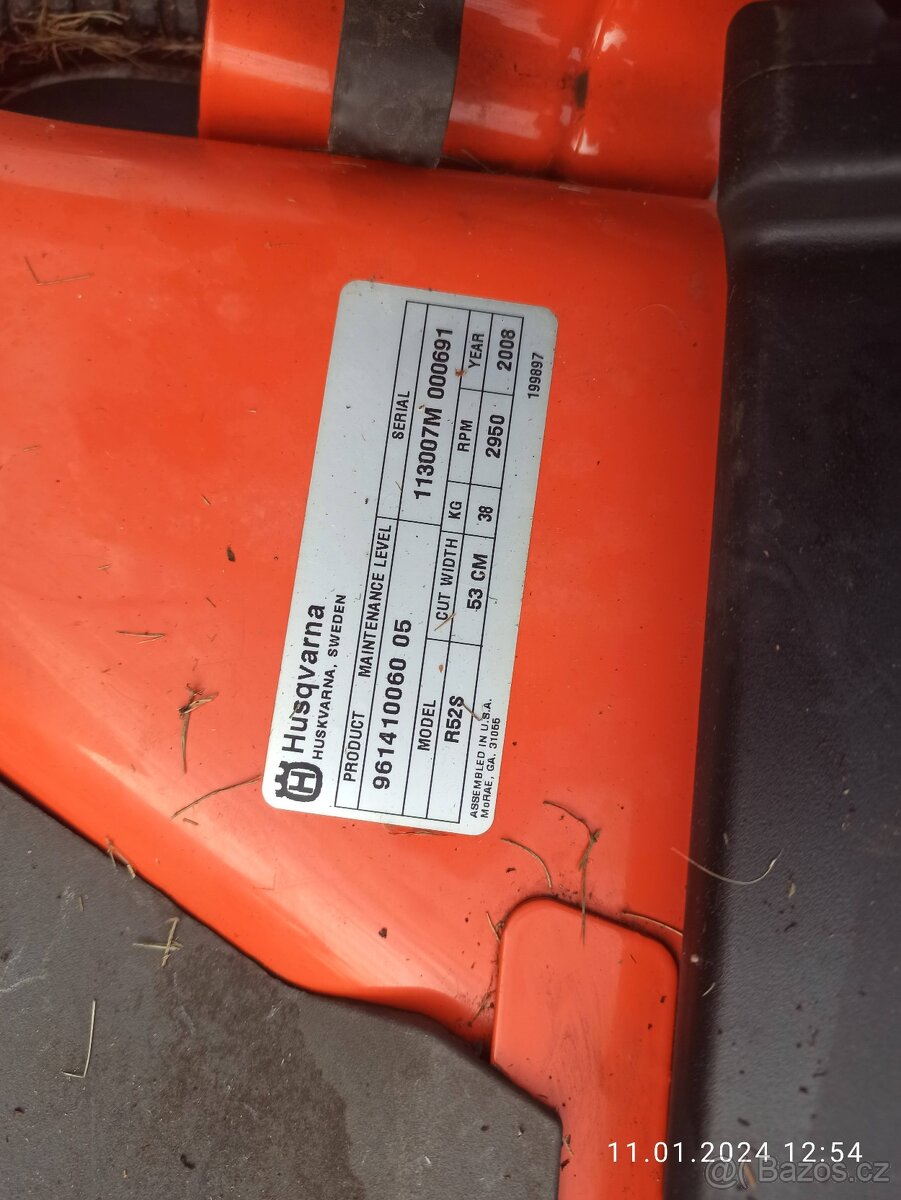 Husqvarna
HUSKVARNA, SWEDEN
PRODUCT MAINTENANCE LEVEL SERIAL
961410060 05 113007M 000691
MODEL CUT WIDTH KG RPM YEAR
R52S 53 CM 38 2950 2008
ASSEMBLED IN U.S.A.
McRAE, GA. 31055
199897
11.01.2024 12:54
Bazoš.cz